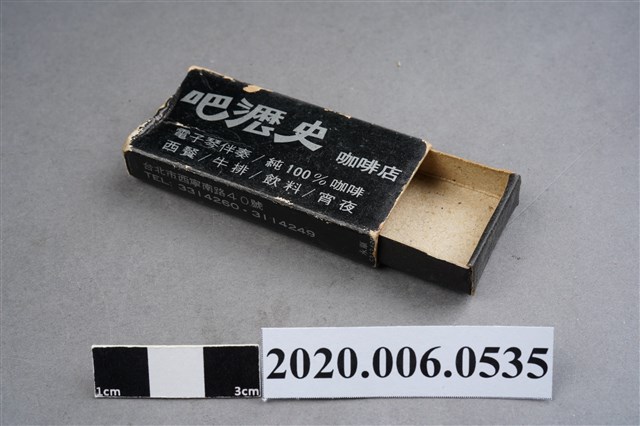 吧瀝史 咖啡店
電子琴伴奏/純100%咖啡
西餐/牛排/飲料/宵夜
台北市西寧南路40號
TEL: 3314260・3114249
1cm 3cm
2020.006.0535